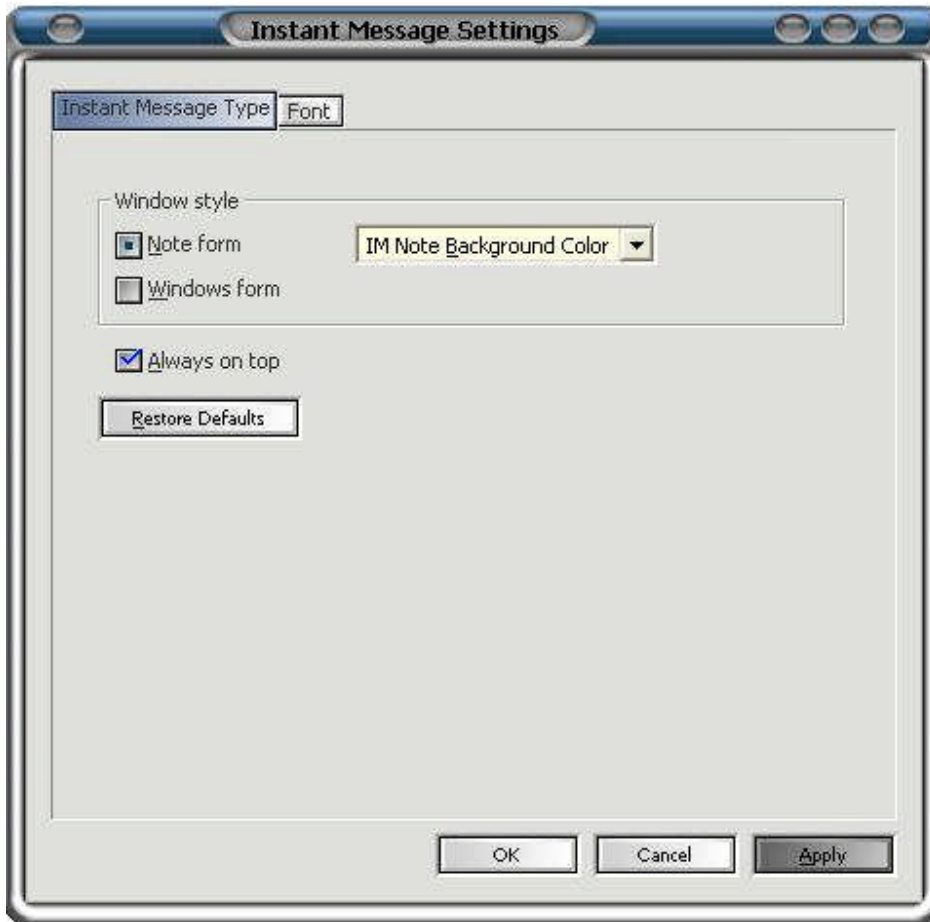 Instant Message Settings
Instant Message Type
Font
Window style
Note form
IM Note Background Color
Windows form
Always on top
Restore Defaults
OK
Cancel
Apply